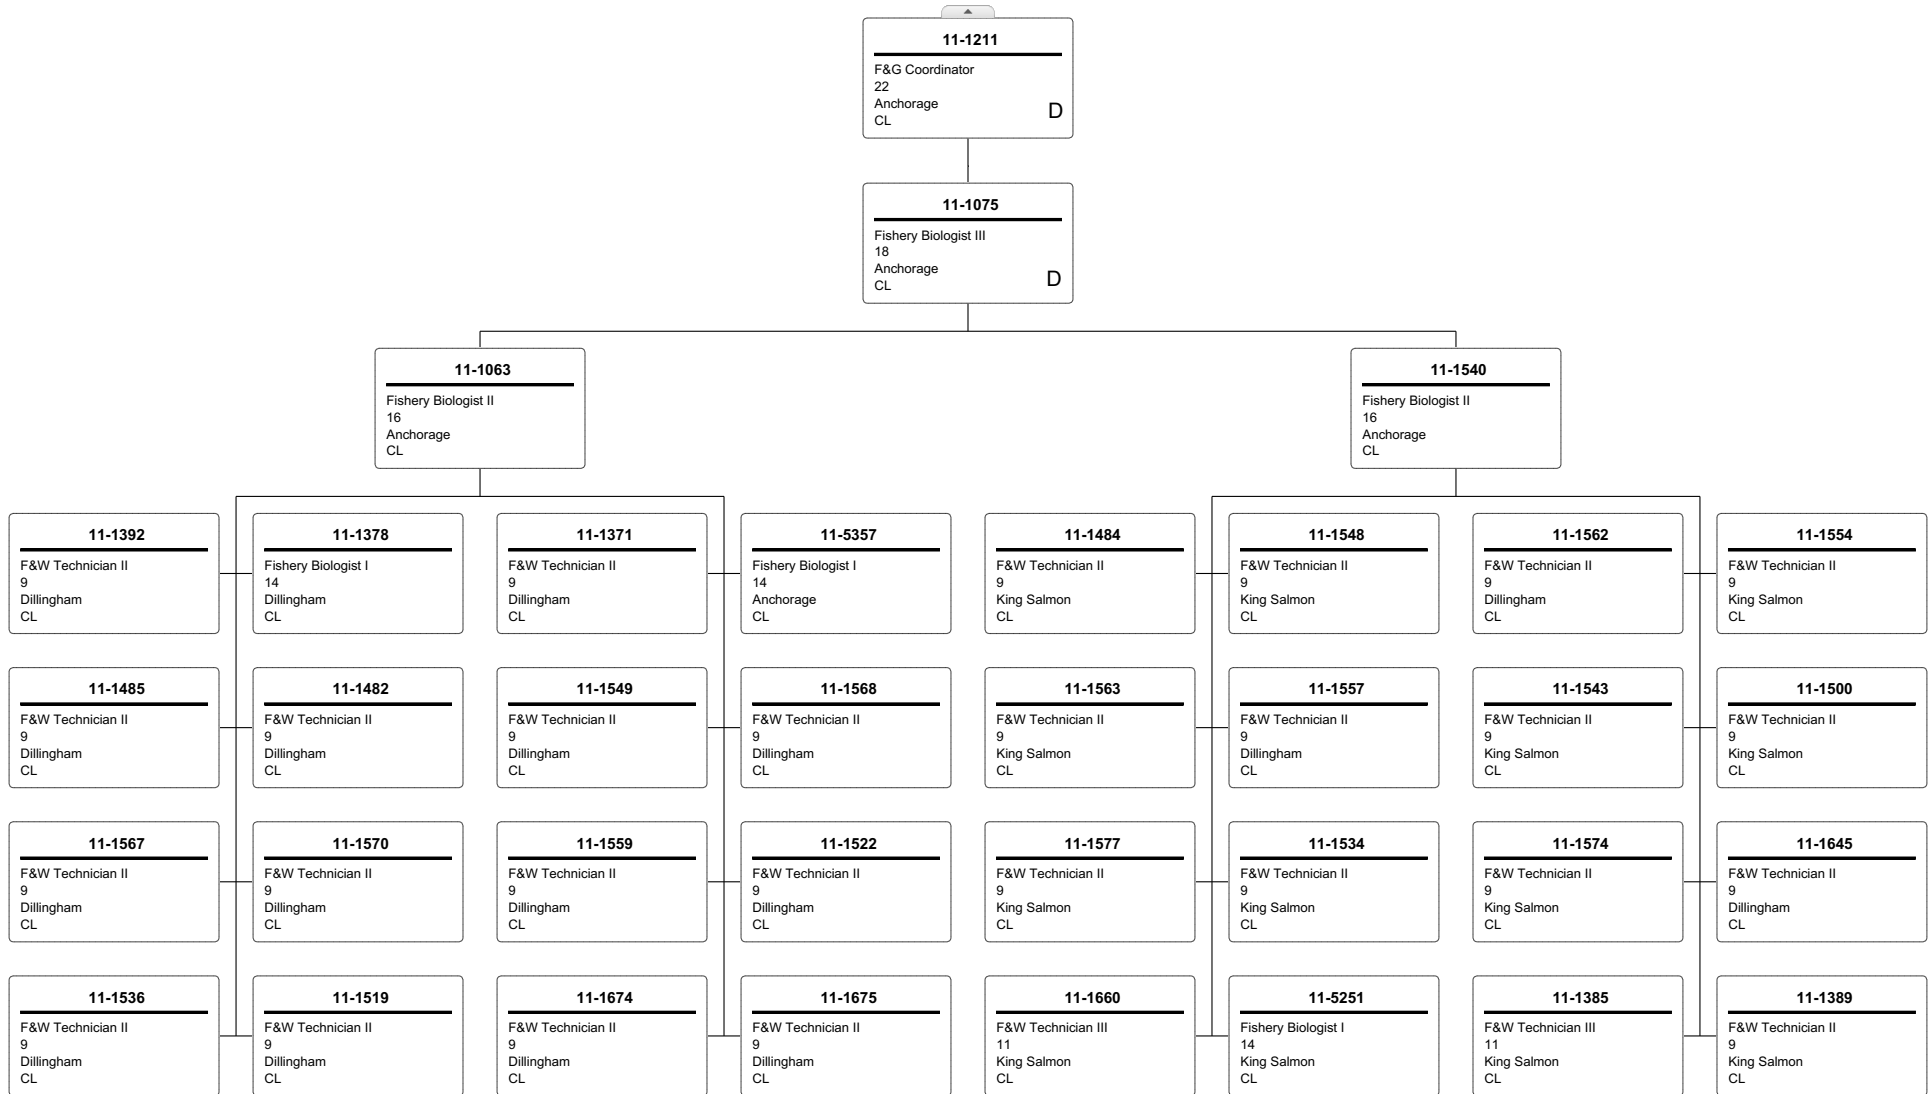 11-1211
F&G Coordinator
22
Anchorage
CL
D
11-1075
Fishery Biologist III
18
Anchorage
CL
D
11-1063
Fishery Biologist II
16
Anchorage
CL
11-1540
Fishery Biologist II
16
Anchorage
CL
11-1392
F&W Technician II
9
Dillingham
CL
11-1378
Fishery Biologist I
14
Dillingham
CL
11-1371
F&W Technician II
9
Dillingham
CL
11-5357
Fishery Biologist I
14
Anchorage
CL
11-1484
F&W Technician II
9
King Salmon
CL
11-1548
F&W Technician II
9
King Salmon
CL
11-1562
F&W Technician II
9
Dillingham
CL
11-1554
F&W Technician II
9
King Salmon
CL
11-1485
F&W Technician II
9
Dillingham
CL
11-1482
F&W Technician II
9
Dillingham
CL
11-1549
F&W Technician II
9
Dillingham
CL
11-1568
F&W Technician II
9
Dillingham
CL
11-1563
F&W Technician II
9
King Salmon
CL
11-1557
F&W Technician II
9
Dillingham
CL
11-1543
F&W Technician II
9
King Salmon
CL
11-1500
F&W Technician II
9
King Salmon
CL
11-1567
F&W Technician II
9
Dillingham
CL
11-1570
F&W Technician II
9
Dillingham
CL
11-1559
F&W Technician II
9
Dillingham
CL
11-1522
F&W Technician II
9
Dillingham
CL
11-1577
F&W Technician II
9
King Salmon
CL
11-1534
F&W Technician II
9
King Salmon
CL
11-1574
F&W Technician II
9
King Salmon
CL
11-1645
F&W Technician II
9
Dillingham
CL
11-1536
F&W Technician II
9
Dillingham
CL
11-1519
F&W Technician II
9
Dillingham
CL
11-1674
F&W Technician II
9
Dillingham
CL
11-1675
F&W Technician II
9
Dillingham
CL
11-1660
F&W Technician III
11
King Salmon
CL
11-5251
Fishery Biologist I
14
King Salmon
CL
11-1385
F&W Technician III
11
King Salmon
CL
11-1389
F&W Technician II
9
King Salmon
CL